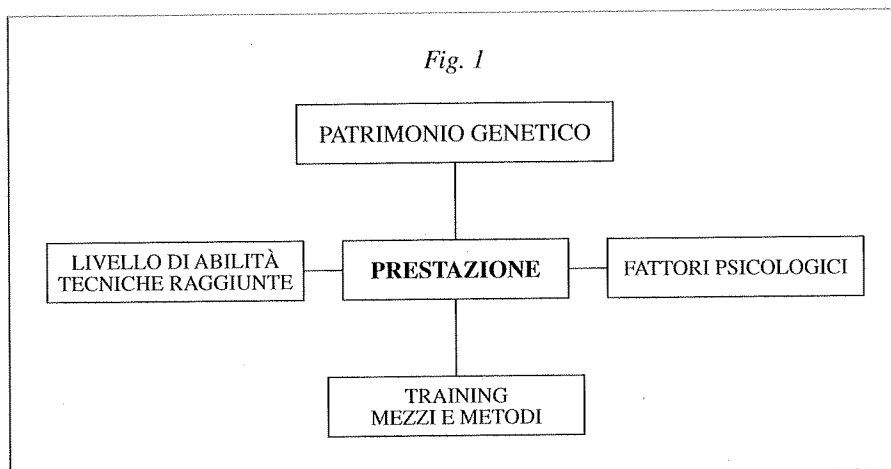 Fig. 1
PATRIMONIO GENETICO
LIVELLO DI ABILITÀ
TECNICHE RAGGIUNTE
PRESTAZIONE
FATTORI PSICOLOGICI
TRAINING
MEZZI E METODI